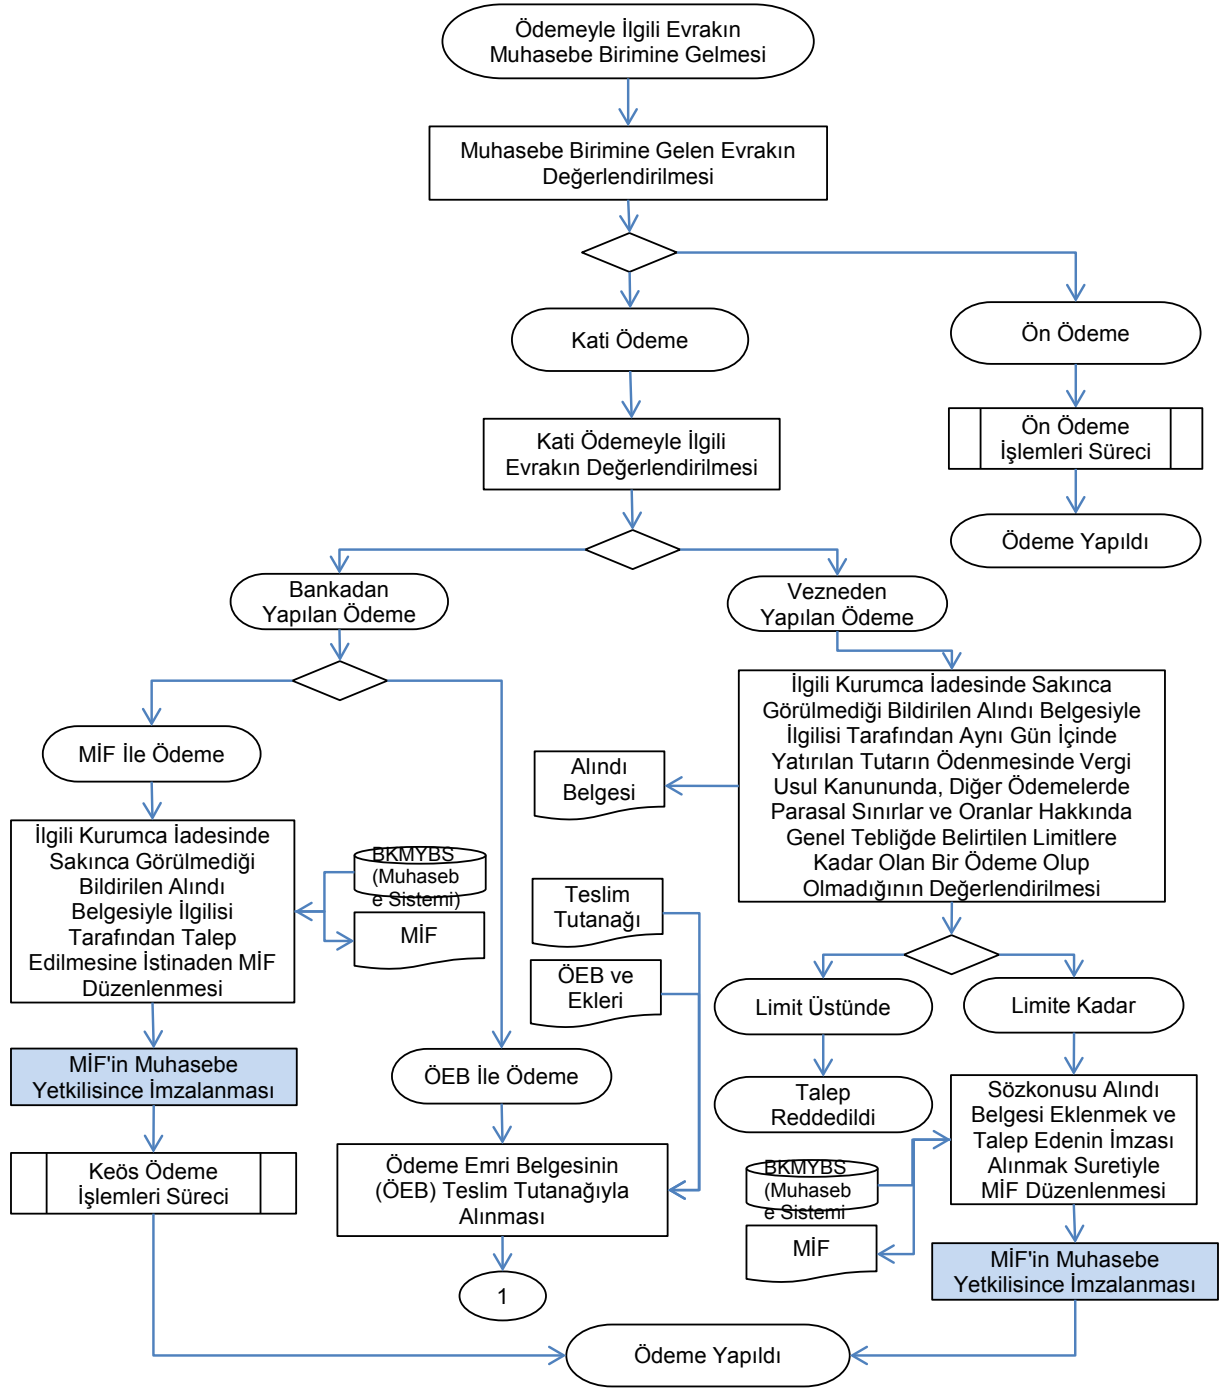 Ödemeyle İlgili Evrakın
Muhasebe Birimine Gelmesi
Muhasebe Birimine Gelen Evrakın
Değerlendirilmesi
Kati Ödeme
Ön Ödeme
Kati Ödemeyle İlgili
Evrakın Değerlendirilmesi
Ön Ödeme
İşlemleri Süreci
Ödeme Yapıldı
Bankadan
Yapılan Ödeme
Vezneden
Yapılan Ödeme
MİF İle Ödeme
İlgili Kurumca İadesinde Sakınca
Görülmediği Bildirilen Alındı Belgesiyle
İlgilisi Tarafından Aynı Gün İçinde
Yatırılan Tutarın Ödenmesinde Vergi
Usul Kanununda, Diğer Ödemelerde
Parasal Sınırlar ve Oranlar Hakkında
Genel Tebliğde Belirtilen Limitlere
Kadar Olan Bir Ödeme Olup
Olmadığının Değerlendirilmesi
Alındı
Belgesi
İlgili Kurumca İadesinde
Sakınca Görülmediği
Bildirilen Alındı
Belgesiyle İlgilisi
Tarafından Talep
Edilmesine İstinaden MİF
Düzenlenmesi
BKMYBS
(Muhaseb
e Sistemi)
MİF
Teslim
Tutanağı
ÖEB ve
Ekleri
Limit Üstünde
Limite Kadar
MİF'in Muhasebe
Yetkilisince İmzalanması
ÖEB İle Ödeme
Talep
Reddedildi
Sözkonusu Alındı
Belgesi Eklenmek ve
Talep Edenin İmzası
Alınmak Suretiyle
MİF Düzenlenmesi
Keös Ödeme
İşlemleri Süreci
Ödeme Emri Belgesinin
(ÖEB) Teslim Tutanağıyla
Alınması
BKMYBS
(Muhaseb
e Sistemi
MİF
MİF'in Muhasebe
Yetkilisince İmzalanması
1
Ödeme Yapıldı